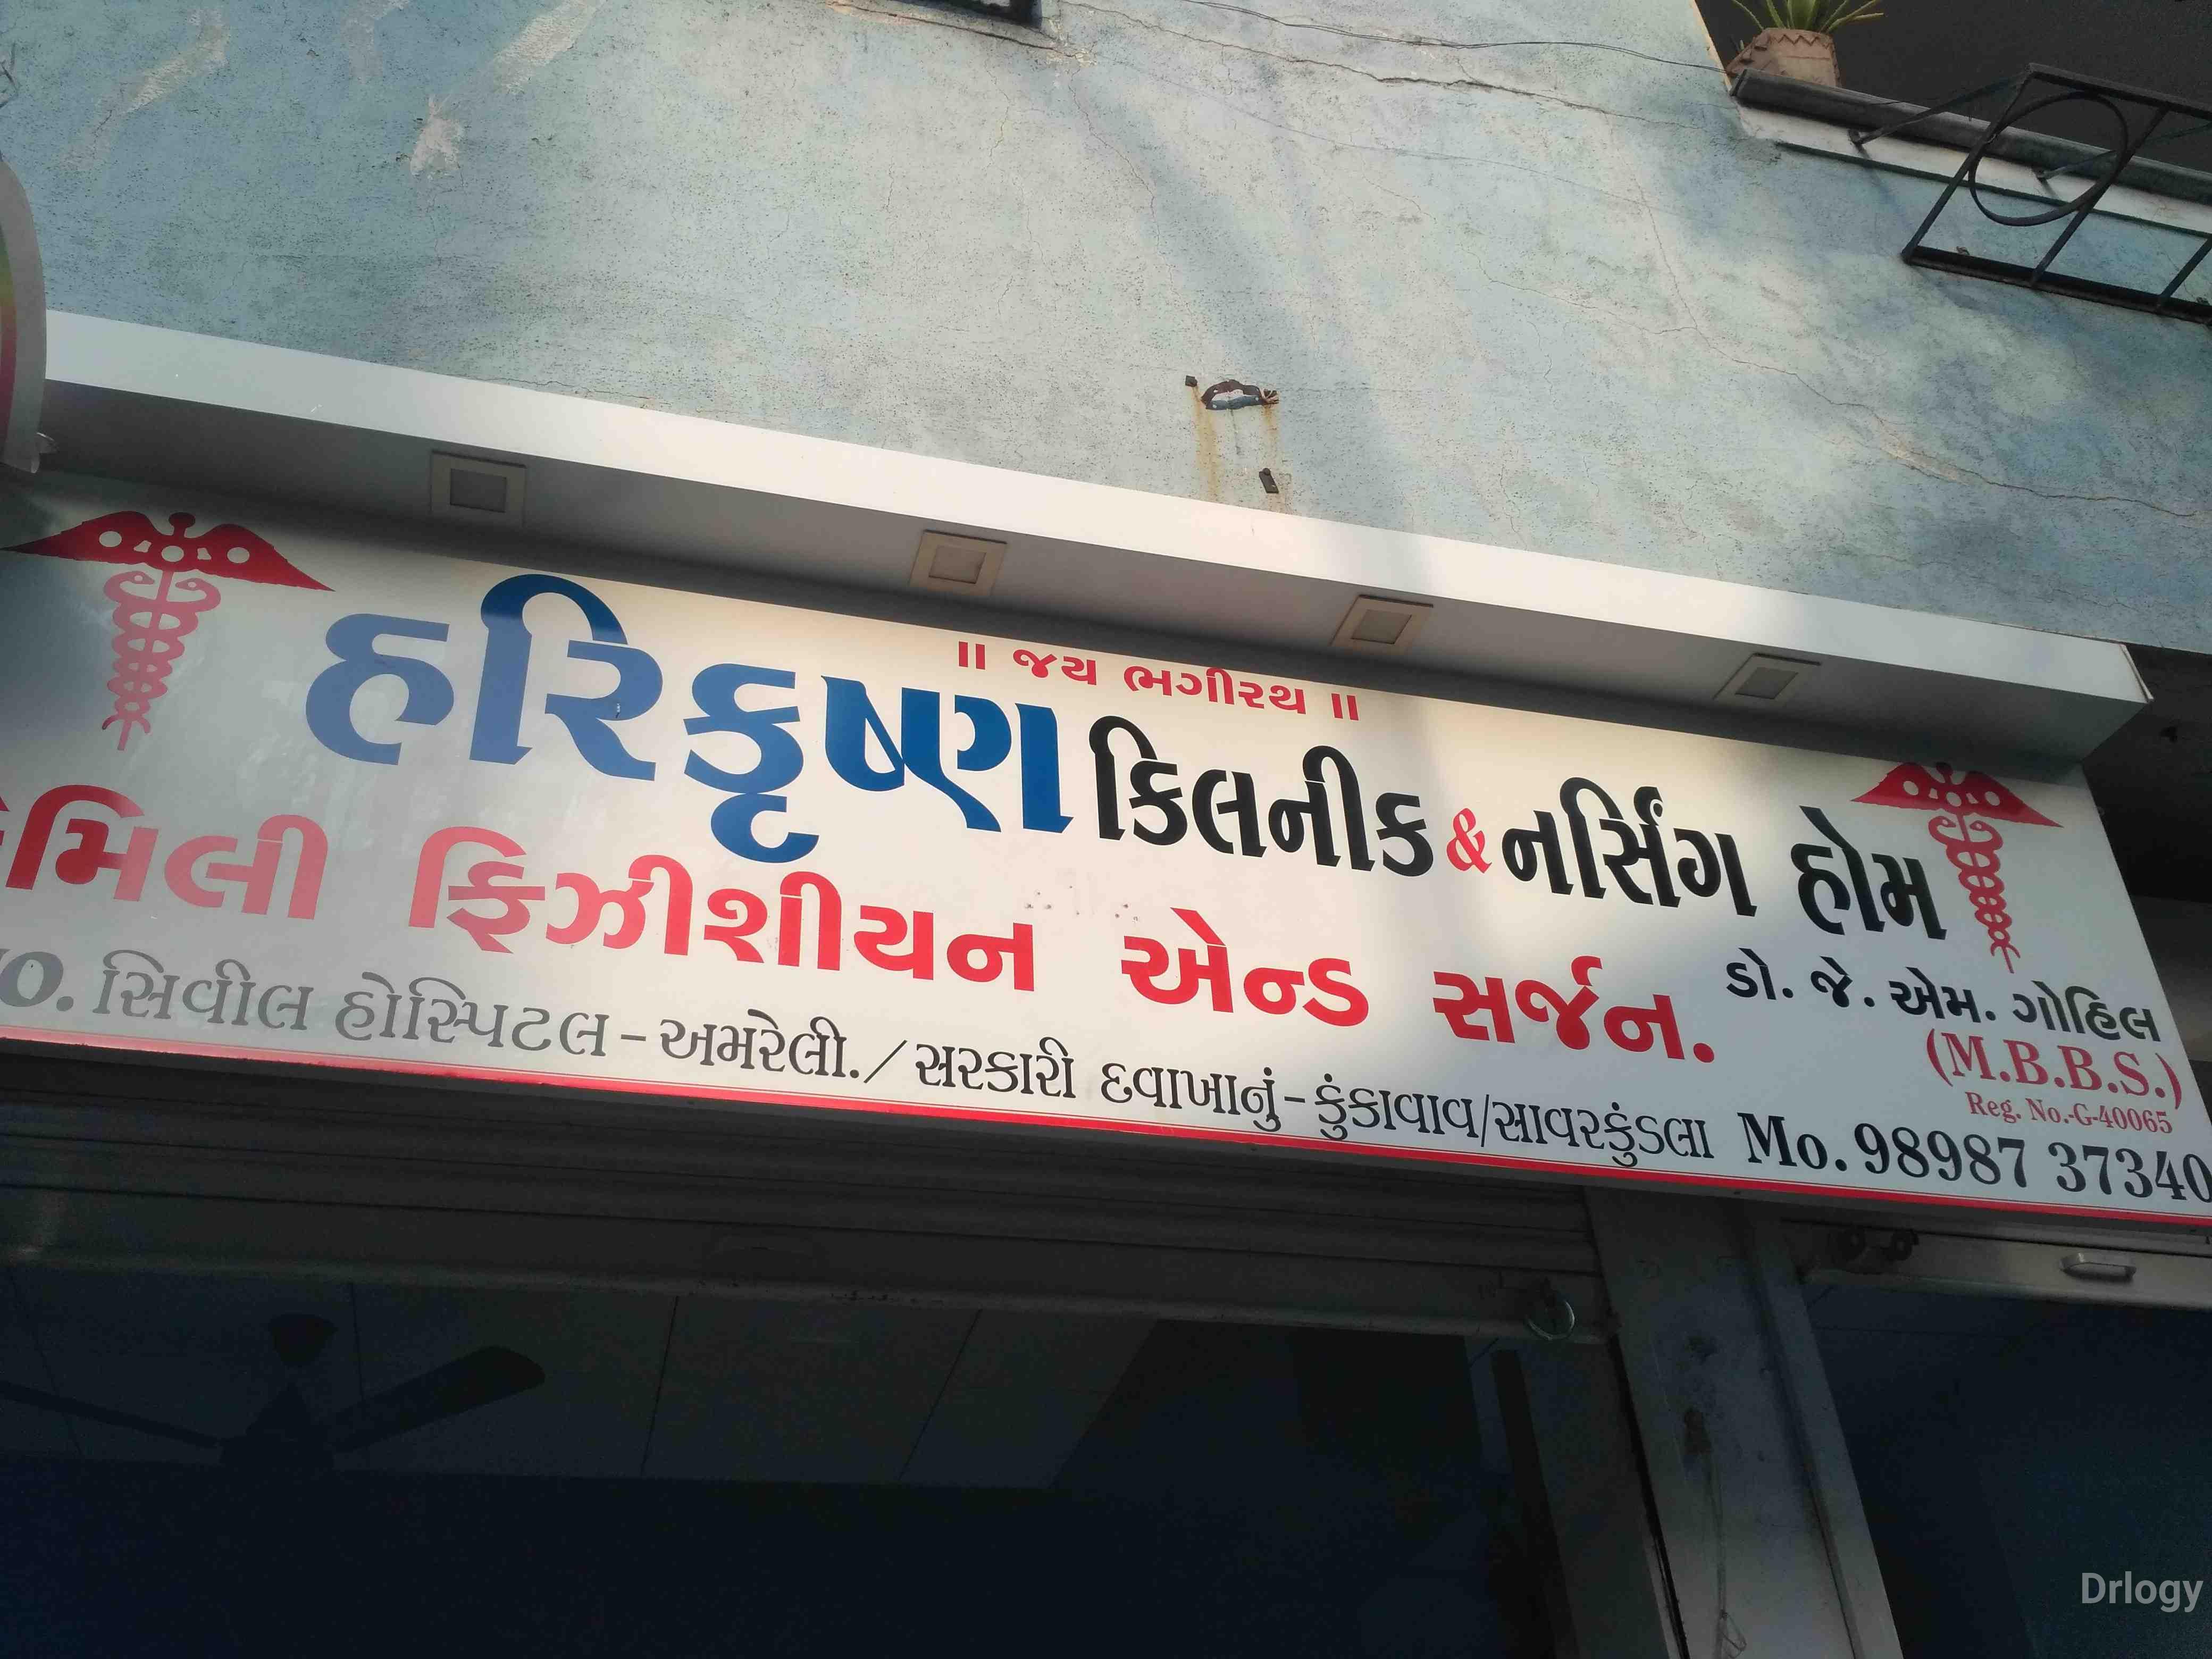 ॥ જય ભગીરથ ॥
હરિકૃષ્ણ કિલનીક & નર્સિંગ હોમ
ફિઝીશીયન એન્ડ સર્જન.
ડો. જે. એમ. ગોહિલ
(M.B.B.S.)
Reg. No.-G-40065
સિવીલ હોસ્પિટલ - અમરેલી. / સરકારી દવાખાનું - કુંકાવાવ/સાવરકુંડલા Mo. 98987 37340
Drlogy